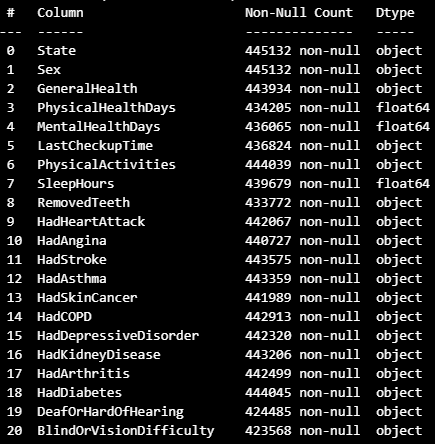 #   Column                     Non-Null Count   Dtype
---  ------                     --------------   -----
0   State                      445132 non-null  object
1   Sex                        445132 non-null  object
2   GeneralHealth              443934 non-null  object
3   PhysicalHealthDays         434205 non-null  float64
4   MentalHealthDays           436065 non-null  float64
5   LastCheckupTime            436824 non-null  object
6   PhysicalActivities         444039 non-null  object
7   SleepHours                 439679 non-null  float64
8   RemovedTeeth               433772 non-null  object
9   HadHeartAttack             442067 non-null  object
10  HadAngina                  440727 non-null  object
11  HadStroke                  443575 non-null  object
12  HadAsthma                  443359 non-null  object
13  HadSkinCancer              441989 non-null  object
14  HadCOPD                    442913 non-null  object
15  HadDepressiveDisorder      442320 non-null  object
16  HadKidneyDisease           443206 non-null  object
17  HadArthritis               442499 non-null  object
18  HadDiabetes                444045 non-null  object
19  DeafOrHardOfHearing        424485 non-null  object
20  BlindOrVisionDifficulty    423568 non-null  object